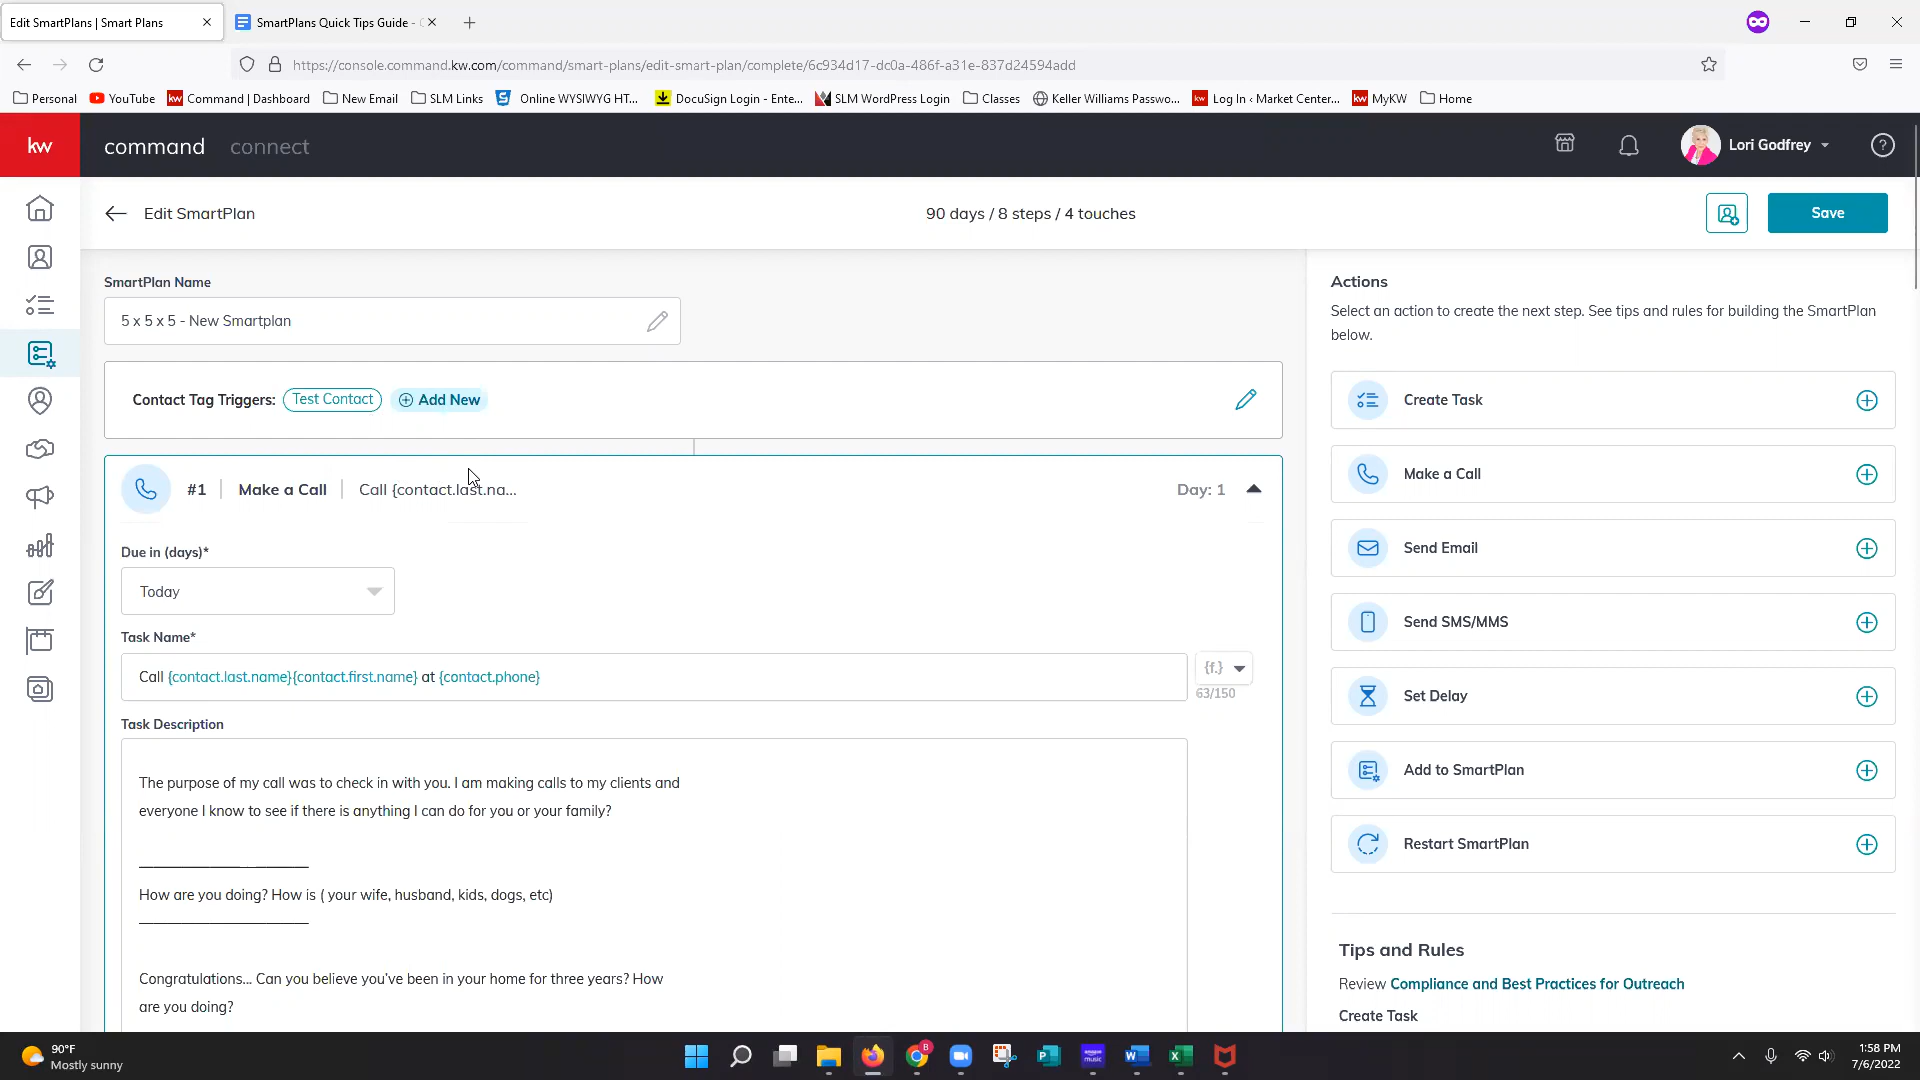 Edit SmartPlans | Smart Plans
SmartPlans Quick Tips Guide -
https://console.command.kw.com/command/smart-plans/edit-smart-plan/complete/6c934d17-dc0a-486f-a31e-837d24594add
Personal
YouTube
kw
Command | Dashboard
New Email
SLM Links
Online WYSIWYG HT...
DocuSign Login - Ente...
SLM WordPress Login
Classes
Keller Williams Passwo...
kw
Log In ‹ Market Center...
kw
MyKW
Home
kw
command
connect
Lori Godfrey
?
Edit SmartPlan
90 days / 8 steps / 4 touches
Save
SmartPlan Name
5 x 5 x 5 - New Smartplan
Contact Tag Triggers:
Test Contact
Add New
#1
Make a Call
Call {contact.last.na...
Day: 1
Due in (days)*
Today
Task Name*
Call {contact.last.name}{contact.first.name} at {contact.phone}
{f.}
63/150
Task Description
The purpose of my call was to check in with you. I am making calls to my clients and
everyone I know to see if there is anything I can do for you or your family?
How are you doing? How is ( your wife, husband, kids, dogs, etc)
Congratulations... Can you believe you've been in your home for three years? How
are you doing?
Actions
Select an action to create the next step. See tips and rules for building the SmartPlan
below.
Create Task
Make a Call
Send Email
Send SMS/MMS
Set Delay
Add to SmartPlan
Restart SmartPlan
Tips and Rules
Review Compliance and Best Practices for Outreach
Create Task
90°F
Mostly sunny
1:58 PM
7/6/2022